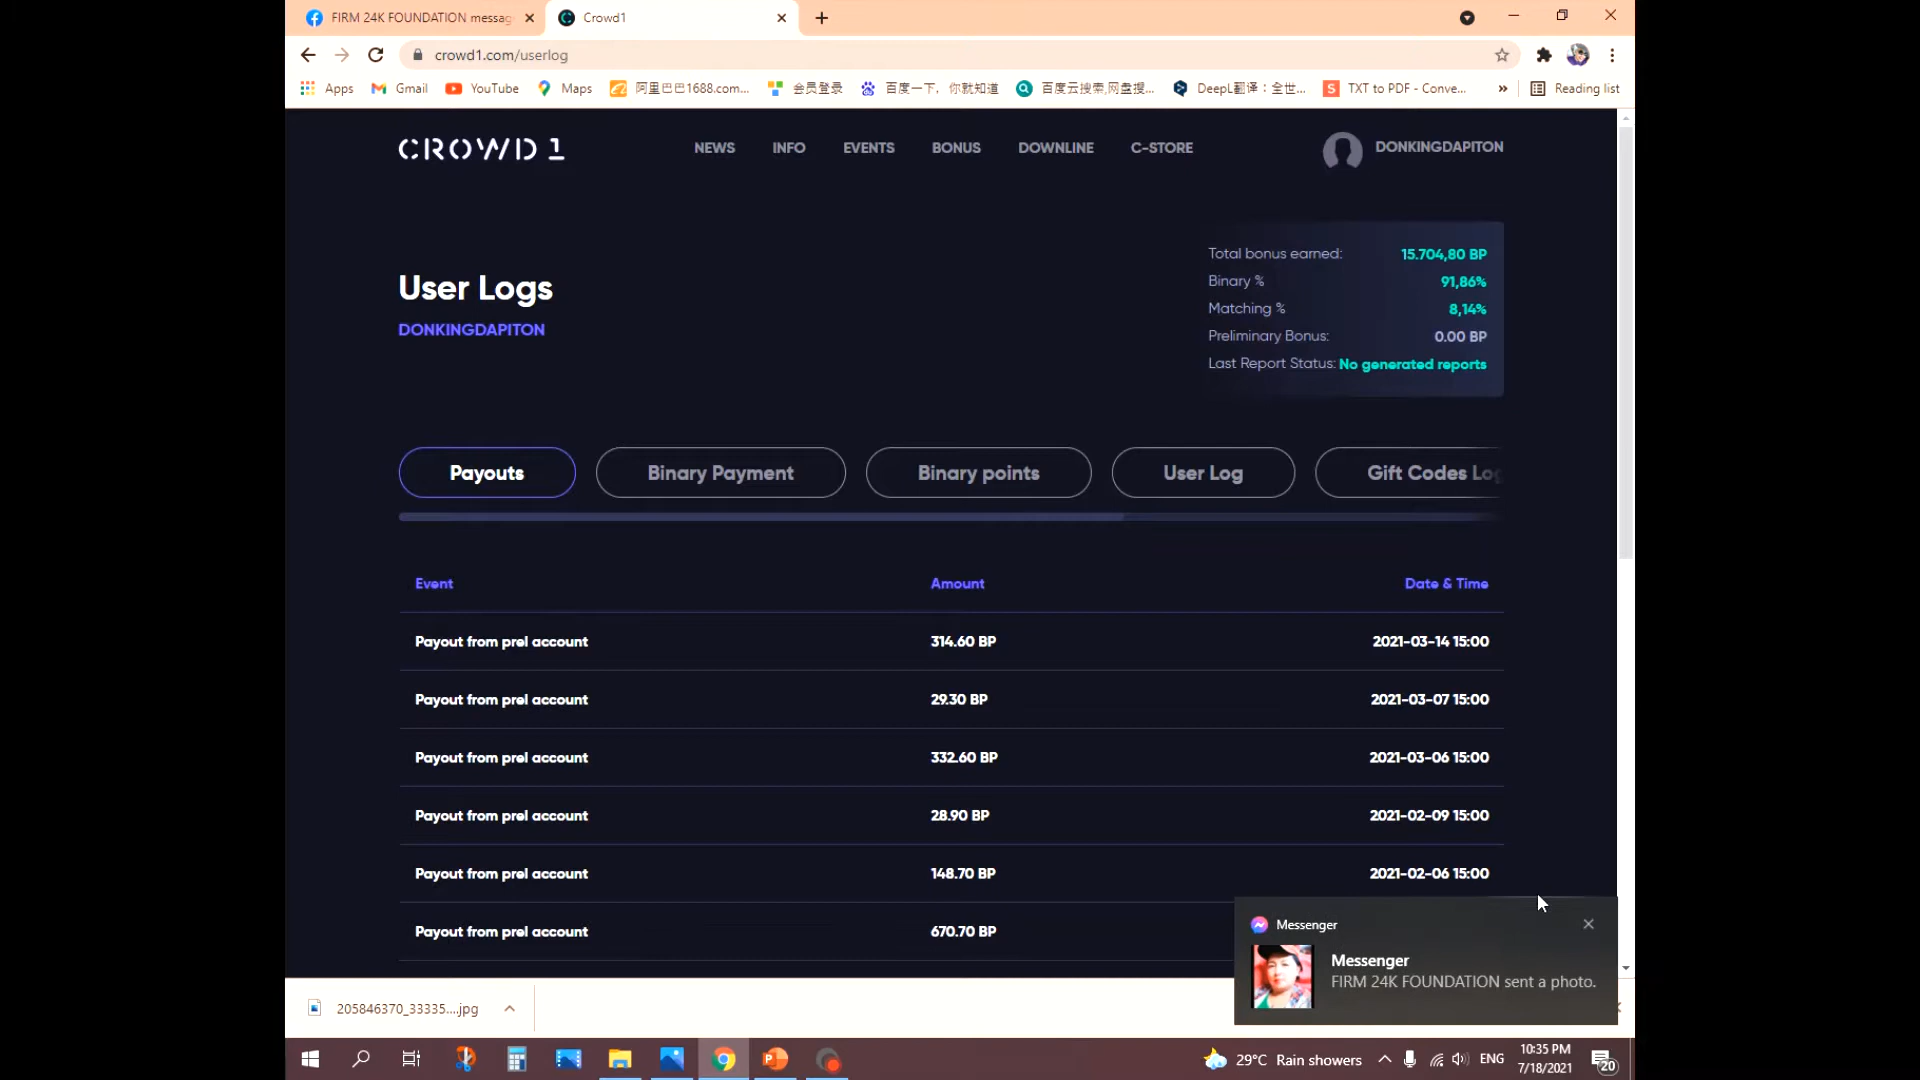 FIRM 24K FOUNDATION messag
Crowd1
crowd1.com/userlog
Apps
Gmail
YouTube
Maps
阿里巴巴1688.com...
会员登录
百度一下，你就知道
百度云搜索,网盘搜...
DeepL翻译：全世...
TXT to PDF - Conve...
»
Reading list
CROWD 1
NEWS
INFO
EVENTS
BONUS
DOWNLINE
C-STORE
DONKINGDAPITON
Total bonus earned: 15.704,80 BP
Binary % 91,86%
Matching % 8,14%
Preliminary Bonus: 0.00 BP
Last Report Status: No generated reports
User Logs
DONKINGDAPITON
Payouts
Binary Payment
Binary points
User Log
Gift Codes Log
Event Amount Date & Time
Payout from prel account 314.60 BP 2021-03-14 15:00
Payout from prel account 29.30 BP 2021-03-07 15:00
Payout from prel account 332.60 BP 2021-03-06 15:00
Payout from prel account 28.90 BP 2021-02-09 15:00
Payout from prel account 148.70 BP 2021-02-06 15:00
Payout from prel account 670.70 BP
Messenger
Messenger
FIRM 24K FOUNDATION sent a photo.
205846370_33335....jpg
29°C Rain showers
ENG
10:35 PM
7/18/2021
20